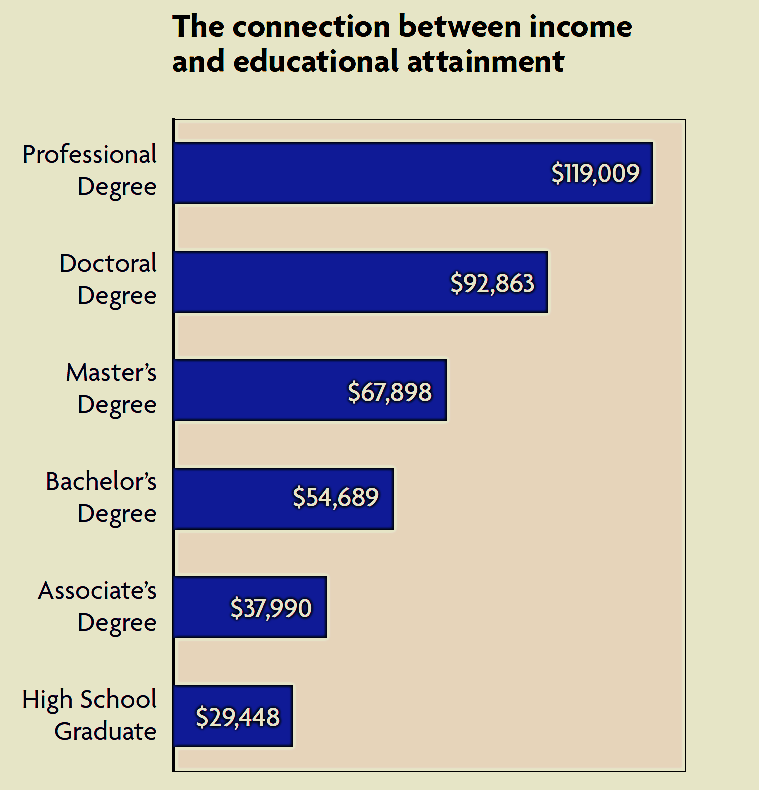 The connection between income
and educational attainment
Professional
Degree
$119,009
Doctoral
Degree
$92,863
Master's
Degree
$67,898
Bachelor's
Degree
$54,689
Associate's
Degree
$37,990
High School
Graduate
$29,448